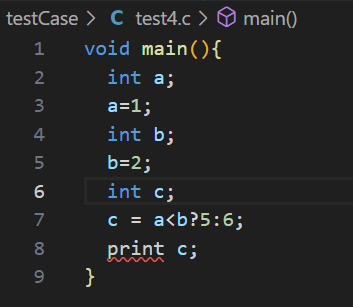 testCase > C test4.c > main()
1 void main(){
2   int a;
3   a=1;
4   int b;
5   b=2;
6   int c;
7   c = a<b?5:6;
8   print c;
9 }